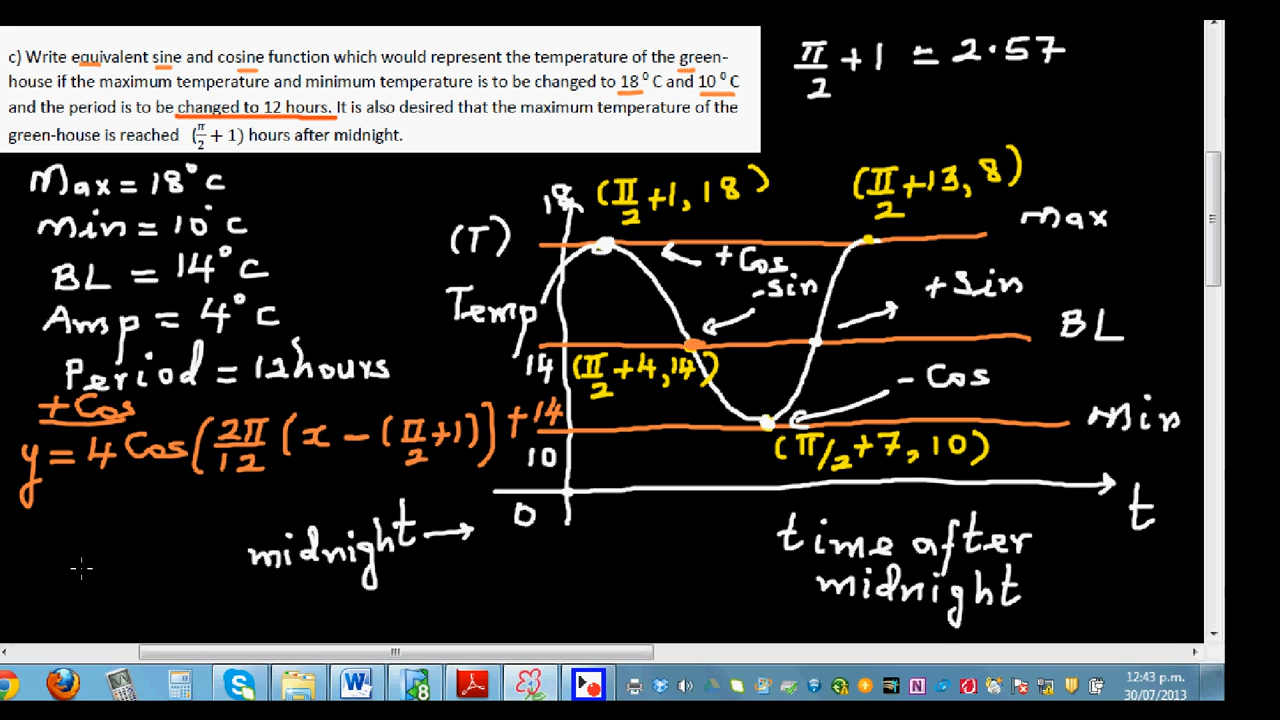 c) Write equivalent sine and cosine function which would represent the temperature of the green-
house if the maximum temperature and minimum temperature is to be changed to 18 ⁰ C and 10 ⁰ C
and the period is to be changed to 12 hours. It is also desired that the maximum temperature of the
green-house is reached (π/2 + 1) hours after midnight.
π/2 + 1 = 2.57
Max = 18°C
Min = 10°C
BL = 14°C
Amp = 4°C
Period = 12hours
+Cos
y = 4 Cos(2π/12 (x - (π/2 + 1)] + 14
18
(π/2 + 1, 18)
(π/2 + 13, 8)
Max
(T)
+Cos
-Sin
+Sin
Temp
BL
14
(π/2 + 4, 14)
- Cos
Min
10
(π/2 + 7, 10)
0
t
midnight →
time after
midnight
8
N
12:43 p.m.
30/07/2013